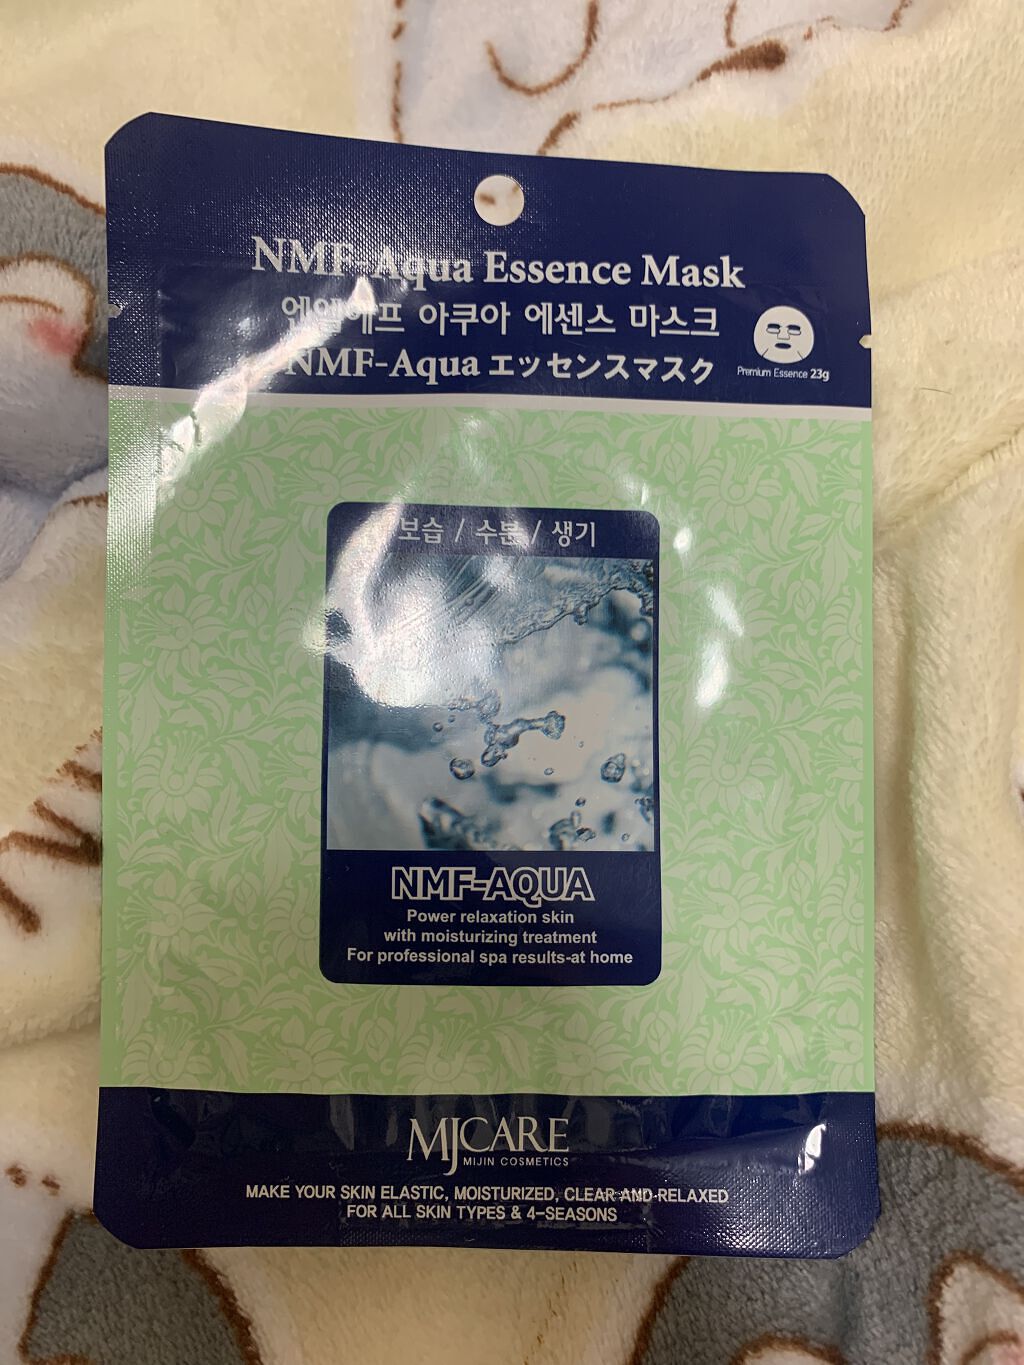 NMF-Aqua Essence Mask
엔엠에프 아쿠아 에센스 마스크
NMF-Aqua エッセンスマスク
Premium Essence 23g
보습 / 수분 / 생기
NMF-AQUA
Power relaxation skin
with moisturizing treatment
For professional spa results-at home
MJCARE
MIJIN COSMETICS
MAKE YOUR SKIN ELASTIC, MOISTURIZED, CLEAR AND RELAXED
FOR ALL SKIN TYPES & 4-SEASONS